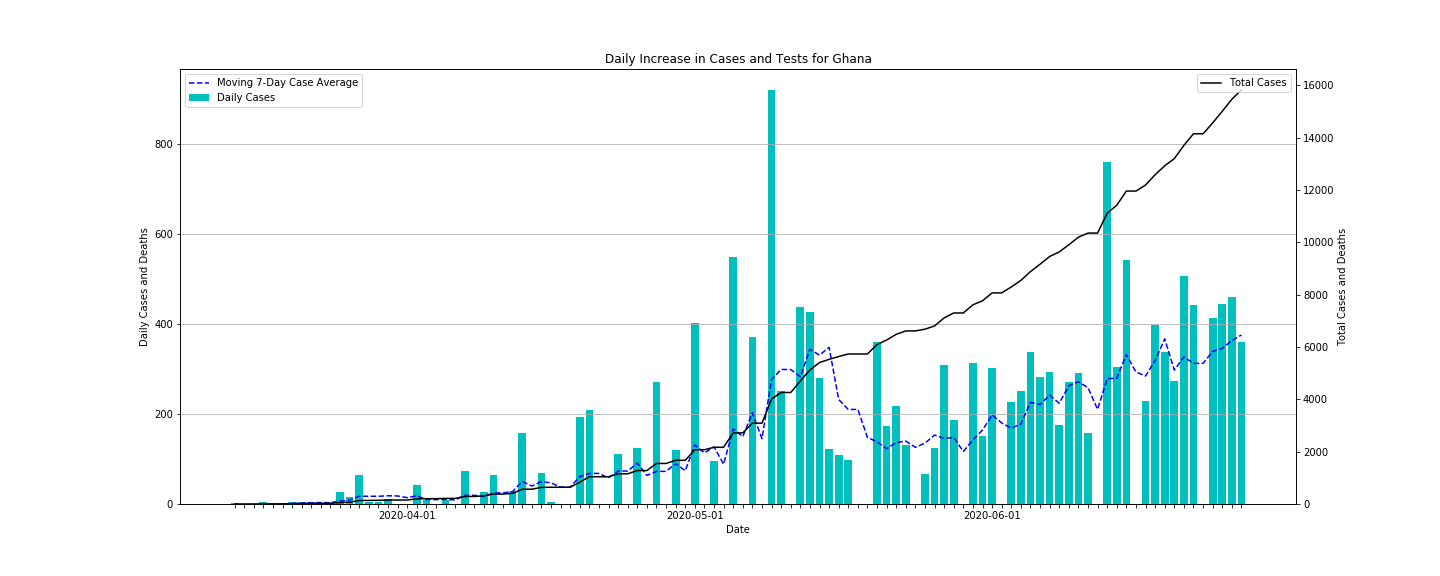 Daily Increase in Cases and Tests for Ghana
Moving 7-Day Case Average
Daily Cases
Total Cases
800
600
400
200
0
Daily Cases and Deaths
16000
14000
12000
10000
8000
6000
4000
2000
0
Total Cases and Deaths
2020-04-01
2020-05-01
2020-06-01
Date